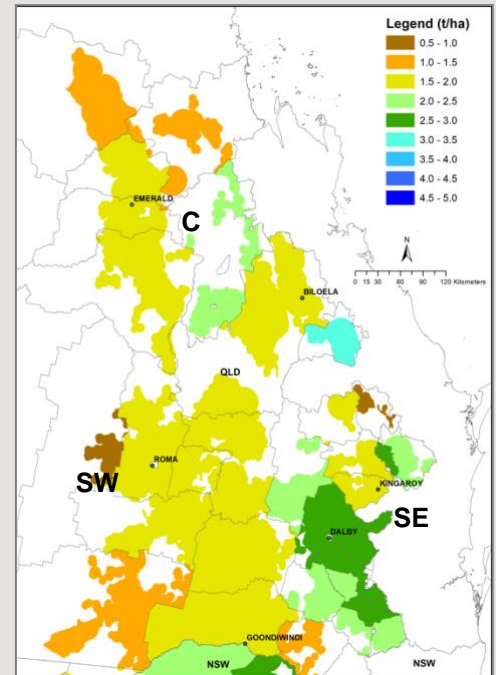 Legend (t/ha)
0.5 - 1.0
1.0 - 1.5
1.5 - 2.0
2.0 - 2.5
2.5 - 3.0
3.0 - 3.5
3.5 - 4.0
4.0 - 4.5
4.5 - 5.0
EMERALD
C
N
0 15 30 60 90 120 Kilometers
BILOELA
QLD
ROMA
SW
KINGAROY
SE
DALBY
GOONDIWINDI
NSW
NSW